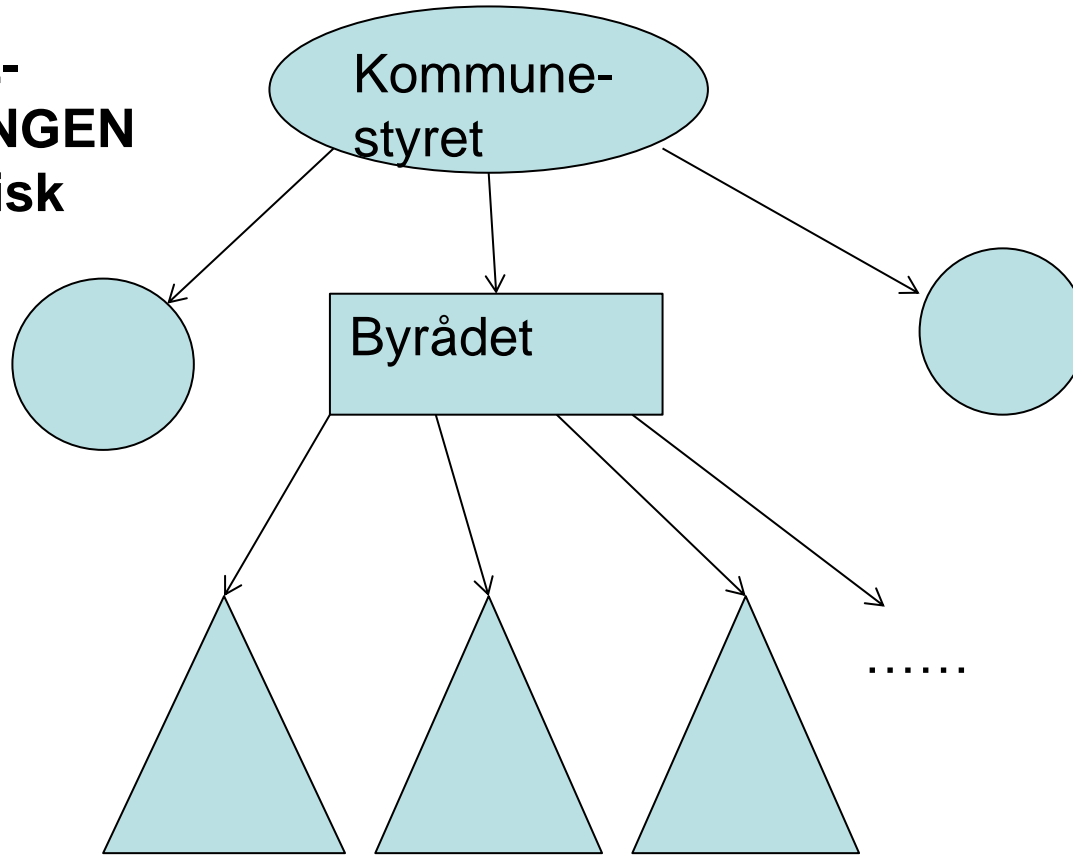 -
NGEN
isk
Kommune-
styret
Byrådet
……